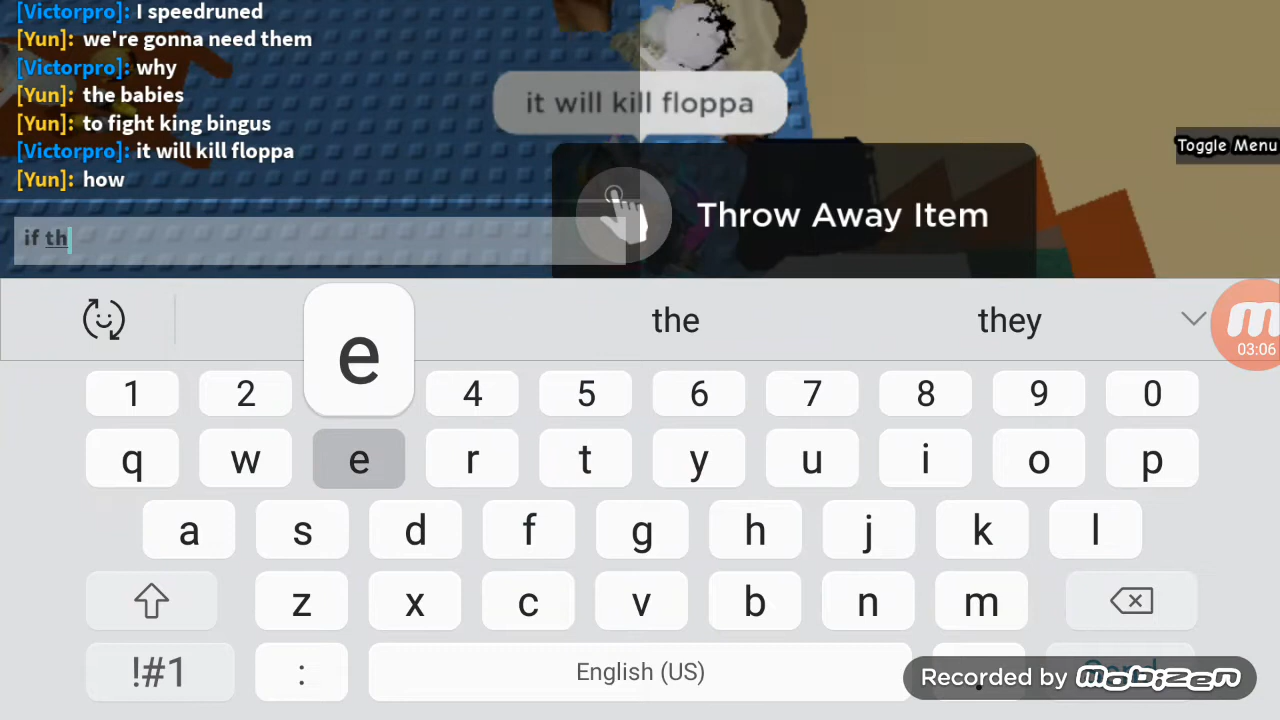 [Victorpro]: I speedruned
[Yun]: we're gonna need them
[Victorpro]: why
[Yun]: the babies
[Yun]: to fight king bingus
[Victorpro]: it will kill floppa
[Yun]: how
it will kill floppa
Toggle Menu
Throw Away Item
if th
e the they
03:06
1 2 4 5 6 7 8 9 0
q w e r t y u i o p
a s d f g h j k l
z x c v b n m
!#1 : English (US) . Send
Recorded by mobizen